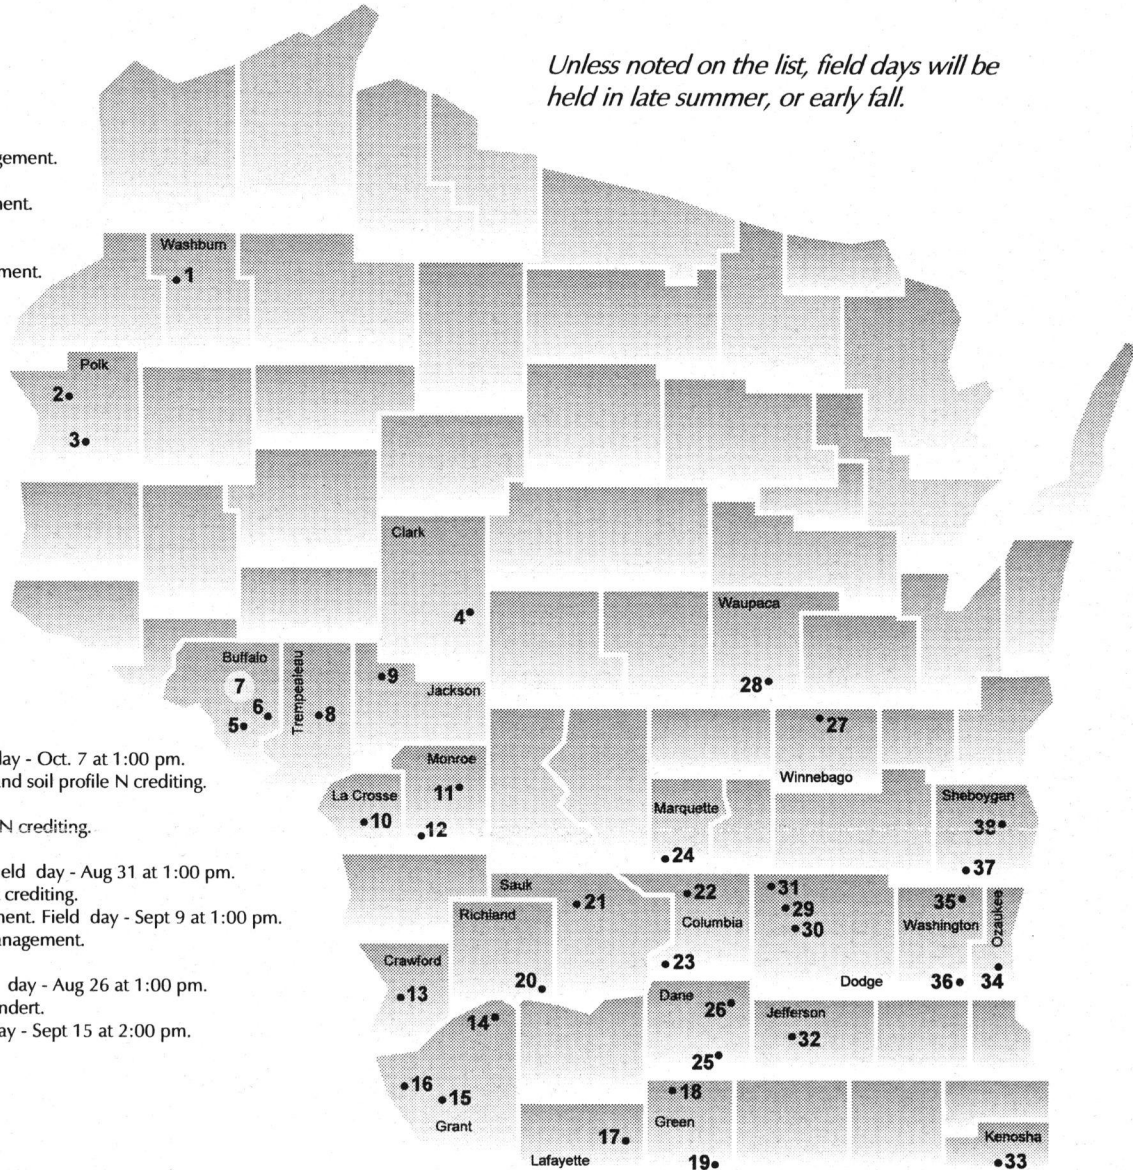 Unless noted on the list, field days will be
held in late summer, or early fall.
gement.
nent.
ment.
lay - Oct. 7 at 1:00 pm.
nd soil profile N crediting.
N crediting.
eld day - Aug 31 at 1:00 pm.
crediting.
nent. Field day - Sept 9 at 1:00 pm.
nagement.
day - Aug 26 at 1:00 pm.
ndert.
ay - Sept 15 at 2:00 pm.
Washburn
1
Polk
2
3
Clark
4
Waupaca
28
Buffalo
7
6
5
Trempealeau
8
9
Jackson
27
Winnebago
Monroe
11
12
La Crosse
10
Marquette
24
Sheboygan
38
37
Sauk
21
22
Columbia
23
31
29
30
Dodge
35
Washington
36
Ozaukee
34
Richland
20
Crawford
13
14
16
15
Grant
Dane
26
25
Jefferson
32
18
Green
19
17
Lafayette
Kenosha
33